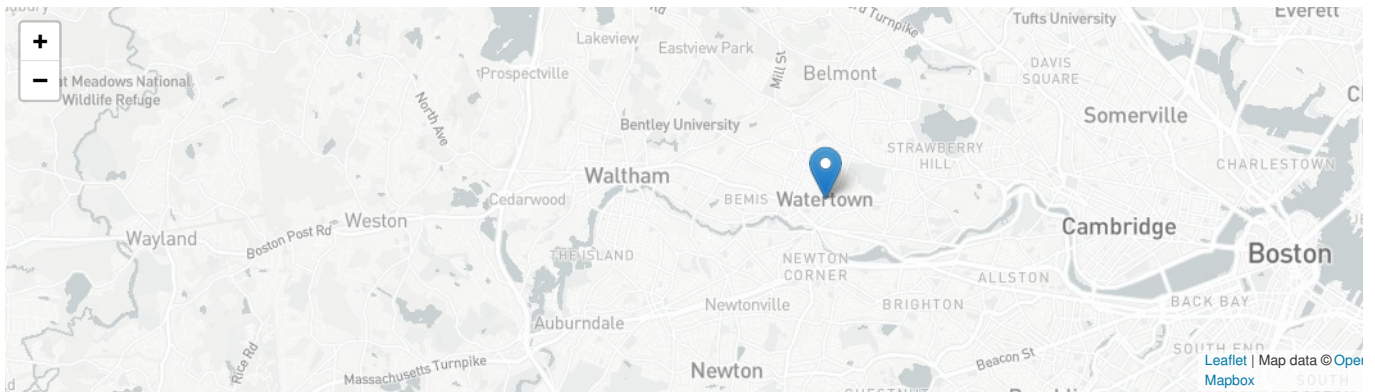 Tufts University
Everett
+
Lakeview
Eastview Park
Mill St
DAVIS
SQUARE
Prospectville
Belmont
−
Meadows National
Wildlife Refuge
North Ave
Bentley University
Somerville
STRAWBERRY
HILL
CHARLESTOWN
Waltham
BEMIS
Watertown
Cedarwood
Weston
Wayland
Boston Post Rd
Cambridge
Boston
THE ISLAND
NEWTON
CORNER
ALLSTON
Newtonville
BRIGHTON
BACK BAY
Auburndale
Rice Rd
Massachusetts Turnpike
Newton
Beacon St
SOUTH END
Leaflet | Map data © Oper
Mapbox
SOUTH